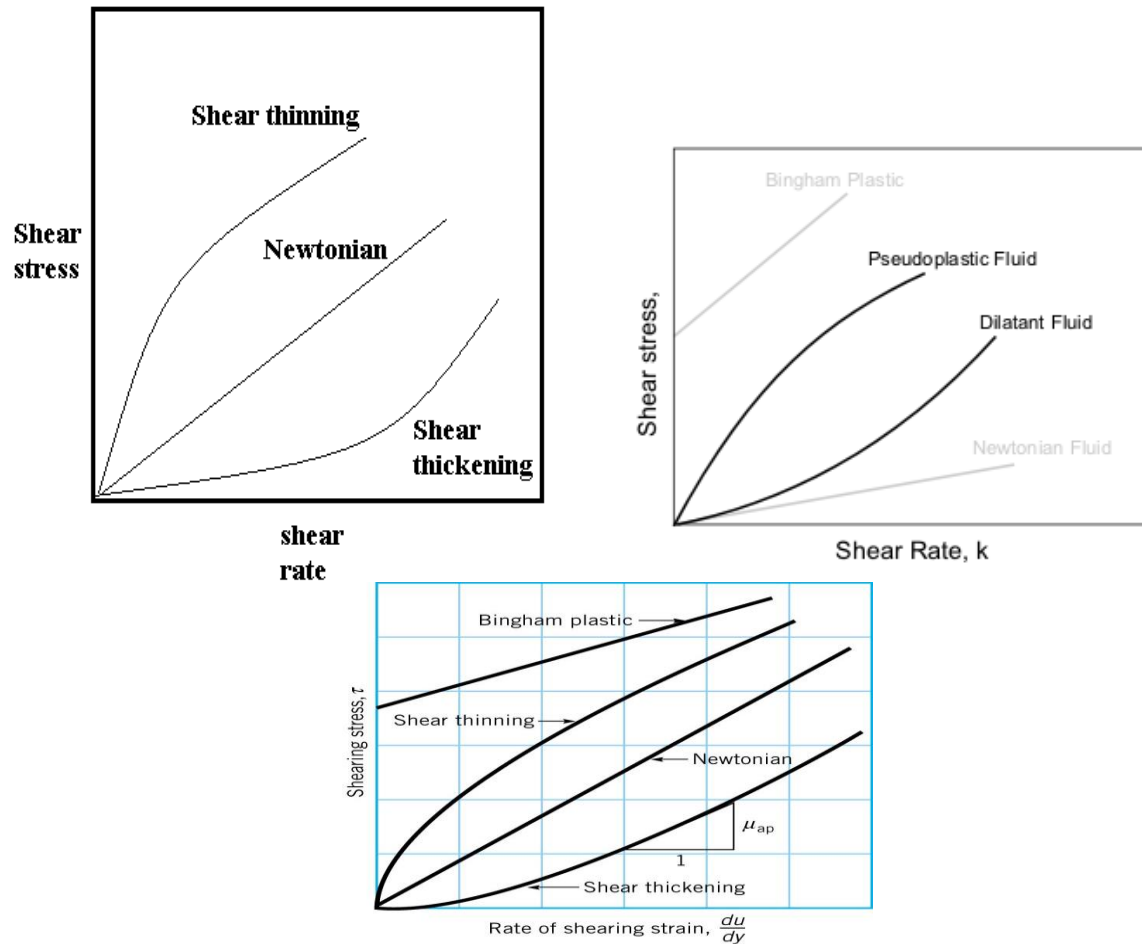 Shear thinning
Shear
stress
Newtonian
Shear
thickening
shear
rate
Bingham Plastic
Pseudoplastic Fluid
Dilatant Fluid
Newtonian Fluid
Shear stress,
Shear Rate, k
Bingham plastic
Shear thinning
Newtonian
μap
1
Shear thickening
Shearing stress, τ
Rate of shearing strain, du/dy